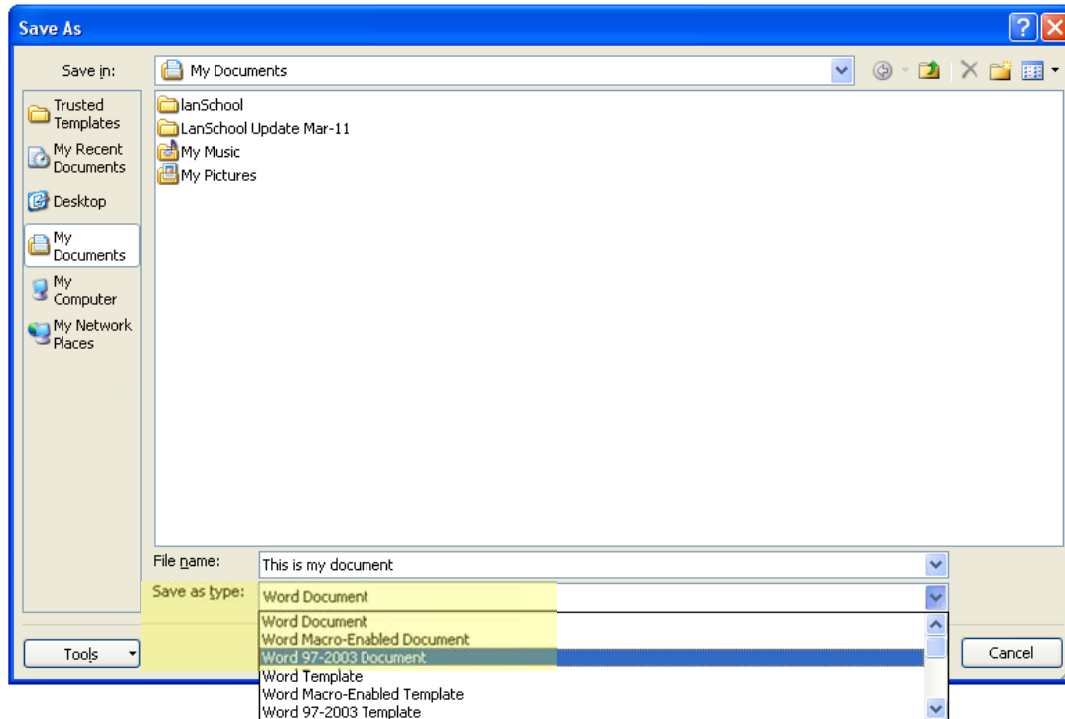 Save As
Save in:
My Documents
Trusted
Templates
My Recent
Documents
Desktop
My
Documents
My
Computer
My Network
Places
lanSchool
LanSchool Update Mar-11
My Music
My Pictures
File name:
This is my document
Save as type:
Word Document
Word Document
Word Macro-Enabled Document
Word 97-2003 Document
Word Template
Word Macro-Enabled Template
Word 97-2003 Template
Tools
Cancel